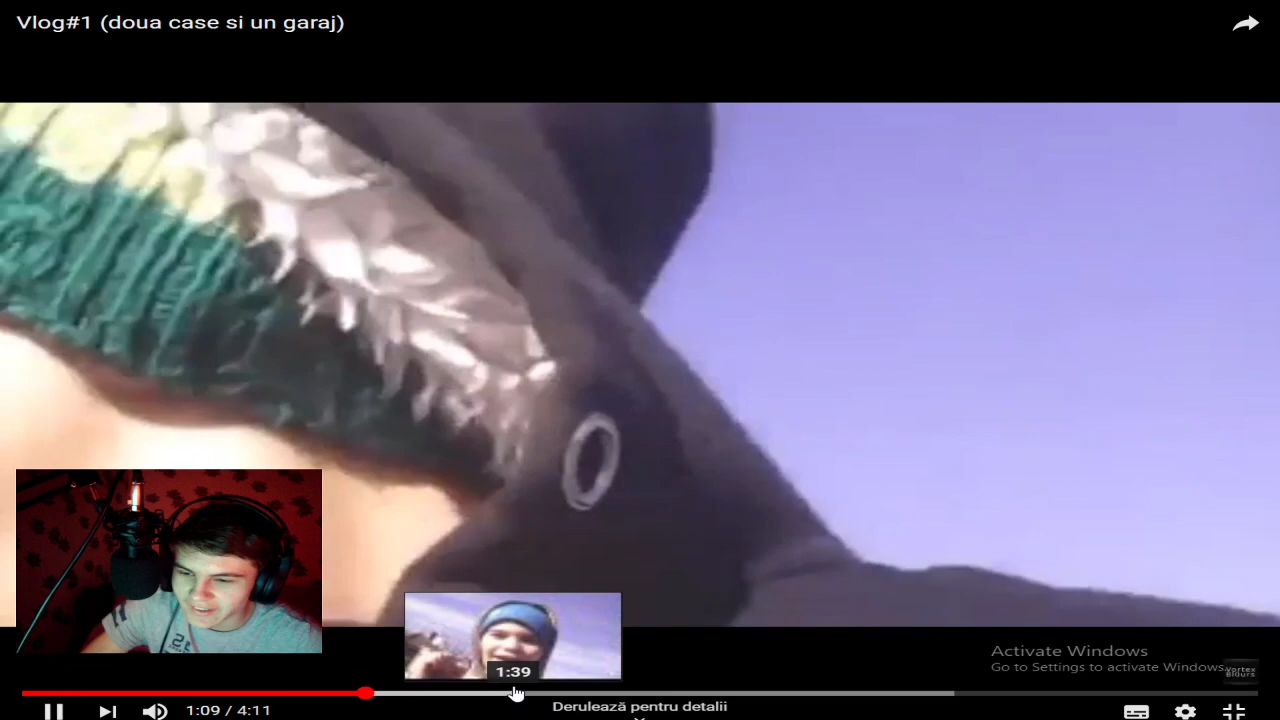 Vlog#1 (doua case si un garaj)
1:39
Activate Windows
Go to Settings to activate Windows.
Vortex
1:09 / 4:11
Derulează pentru detalii